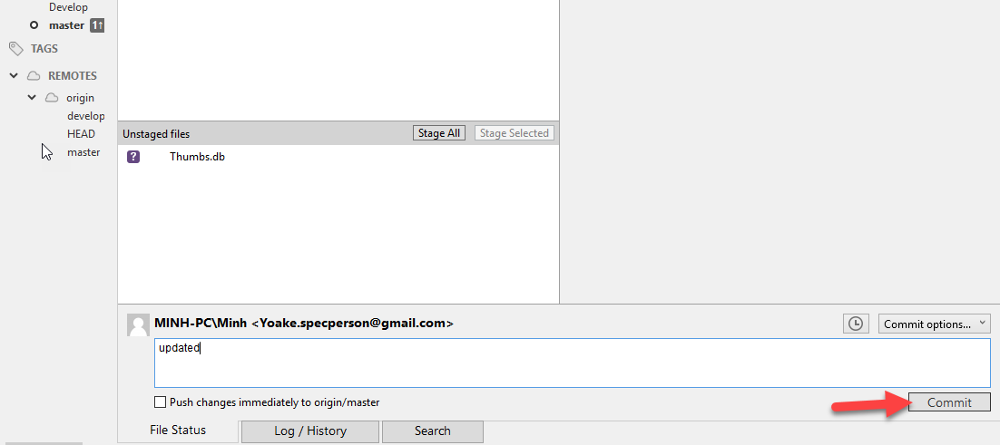 Develop
master 1↑
TAGS
REMOTES
origin
develop
HEAD
master
Unstaged files Stage All Stage Selected
? Thumbs.db
MINH-PC\Minh <Yoake.specperson@gmail.com> Commit options...
updated
Push changes immediately to origin/master Commit
File Status Log / History Search